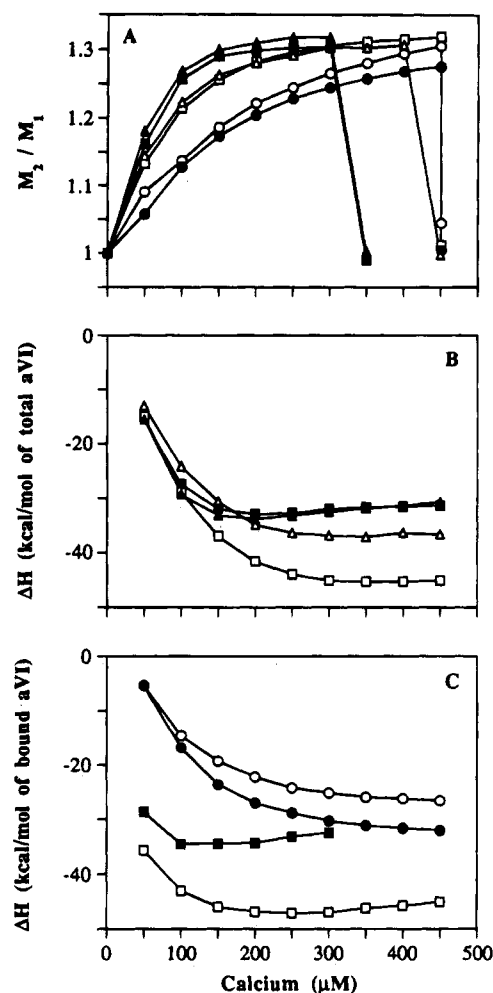 A
1.3
1.2
1.1
1
M2 / M1
B
0
-20
-40
ΔH (kcal/mol of total aVI)
C
0
-20
-40
ΔH (kcal/mol of bound aVI)
0 100 200 300 400 500
Calcium (μM)